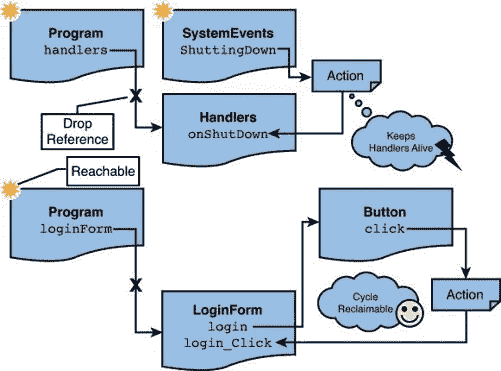 Program
handlers
SystemEvents
ShuttingDown
Action
Drop
Reference
Handlers
onShutDown
Keeps
Handlers Alive
Reachable
Program
loginForm
Button
click
LoginForm
login
login_Click
Cycle
Reclaimable
Action